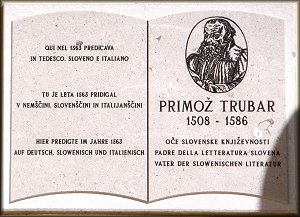 QUI NEL 1563 PREDICAVA
IN TEDESCO, SLOVENO E ITALIANO
TU JE LETA 1563 PRIDIGAL
V NEMŠČINI, SLOVENŠČINI IN ITALIJANŠČINI
HIER PREDIGTE IM JAHRE 1563
AUF DEUTSCH, SLOWENISCH UND ITALIENISCH
PRIMOŽ TRUBAR
1508 - 1586
OČE SLOVENSKE KNJIŽEVNOSTI
PADRE DELLA LETTERATURA SLOVENA
VATER DER SLOWENISCHEN LITERATUR